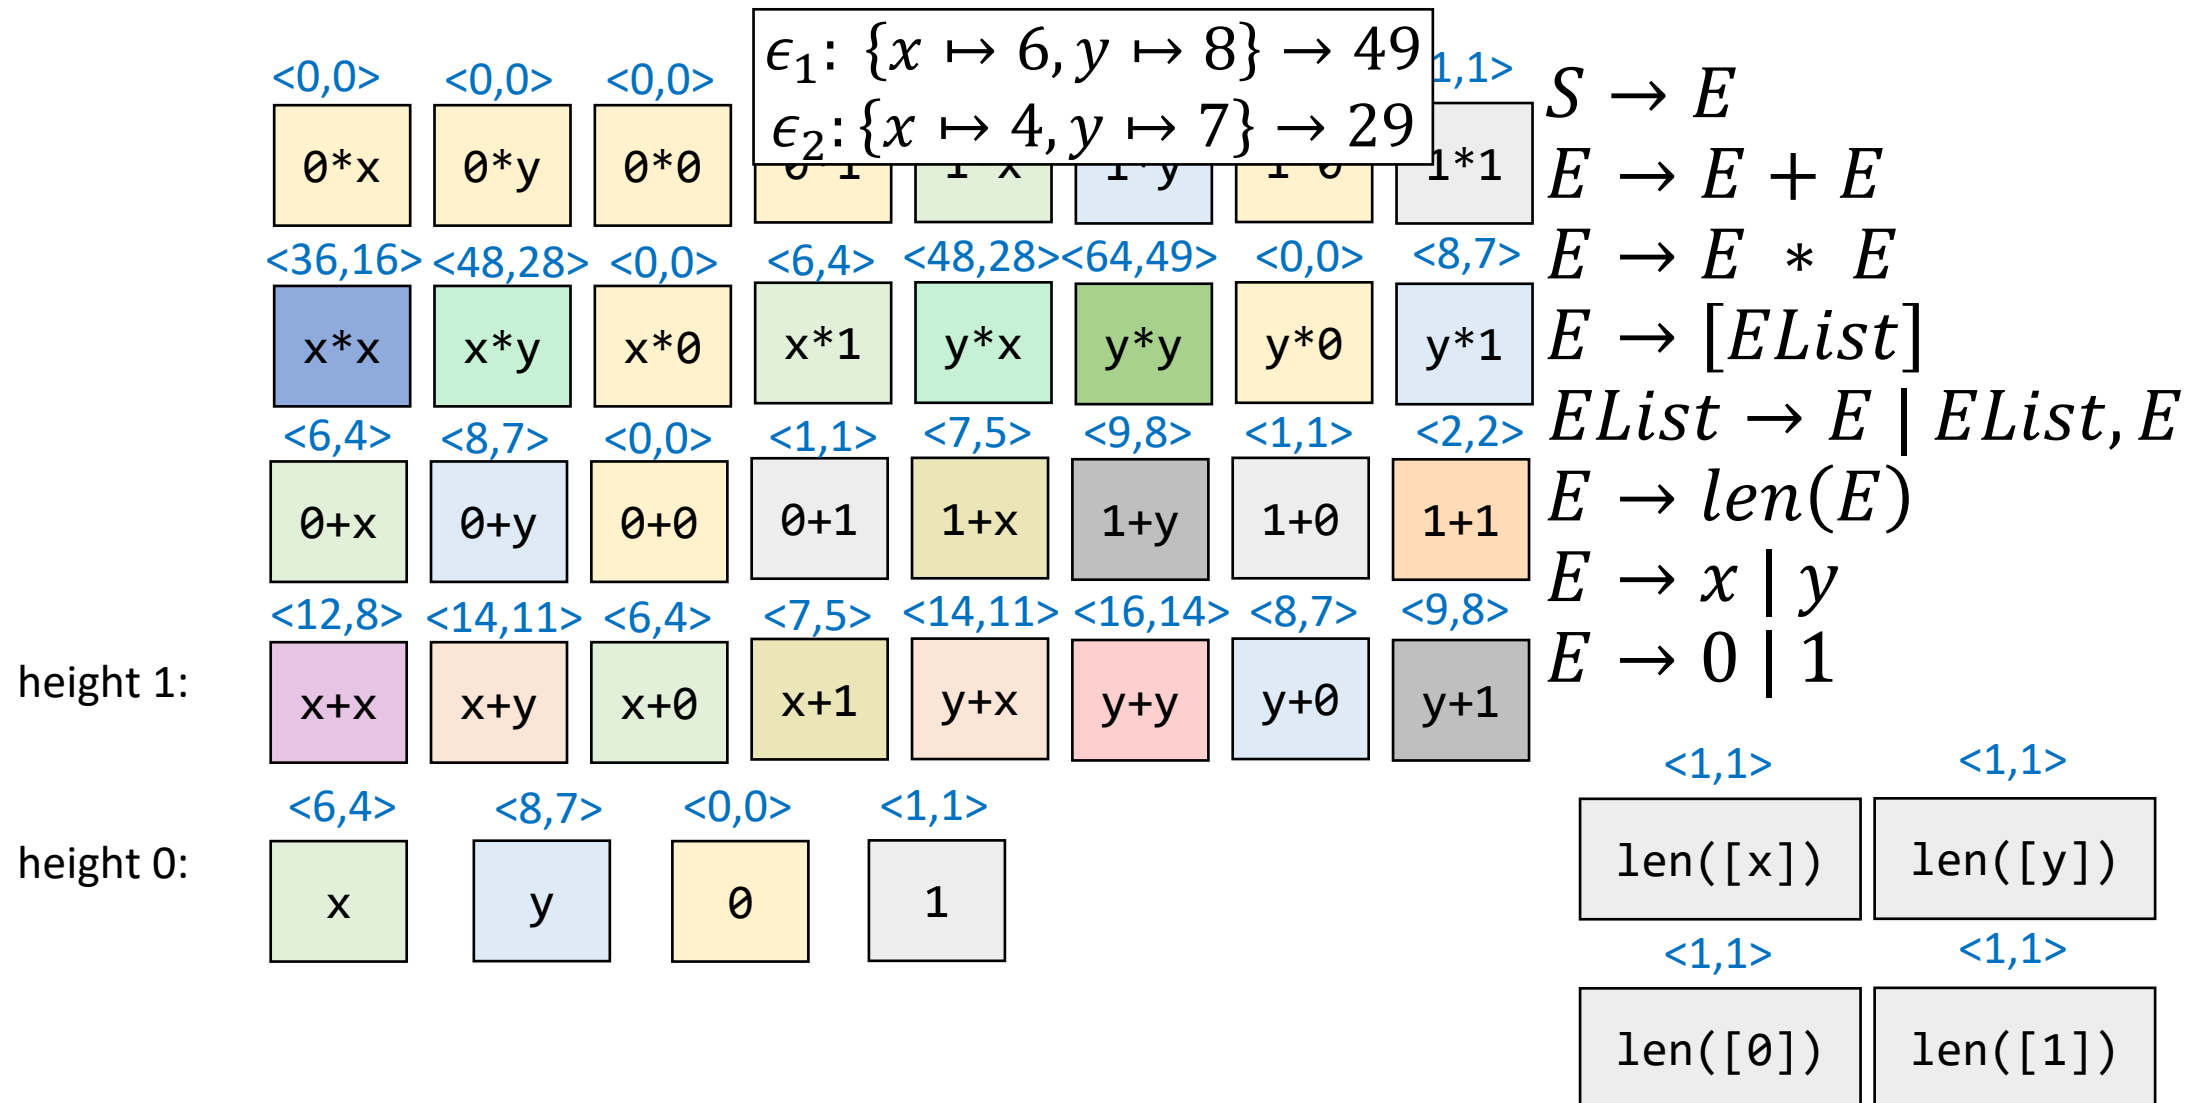 ϵ₁: {x ↦ 6, y ↦ 8} → 49
ϵ₂: {x ↦ 4, y ↦ 7} → 29
<0,0> <0,0> <0,0> 1,1>
0*x 0*y 0*0 0*1 1*x 1*y 1*0 1*1
<36,16> <48,28> <0,0> <6,4> <48,28> <64,49> <0,0> <8,7>
x*x x*y x*0 x*1 y*x y*y y*0 y*1
<6,4> <8,7> <0,0> <1,1> <7,5> <9,8> <1,1> <2,2>
0+x 0+y 0+0 0+1 1+x 1+y 1+0 1+1
<12,8> <14,11> <6,4> <7,5> <14,11> <16,14> <8,7> <9,8>
height 1: x+x x+y x+0 x+1 y+x y+y y+0 y+1
<6,4> <8,7> <0,0> <1,1>
height 0: x y 0 1
S → E
E → E + E
E → E * E
E → [EList]
EList → E | EList, E
E → len(E)
E → x | y
E → 0 | 1
<1,1> <1,1>
len([x]) len([y])
<1,1> <1,1>
len([0]) len([1])